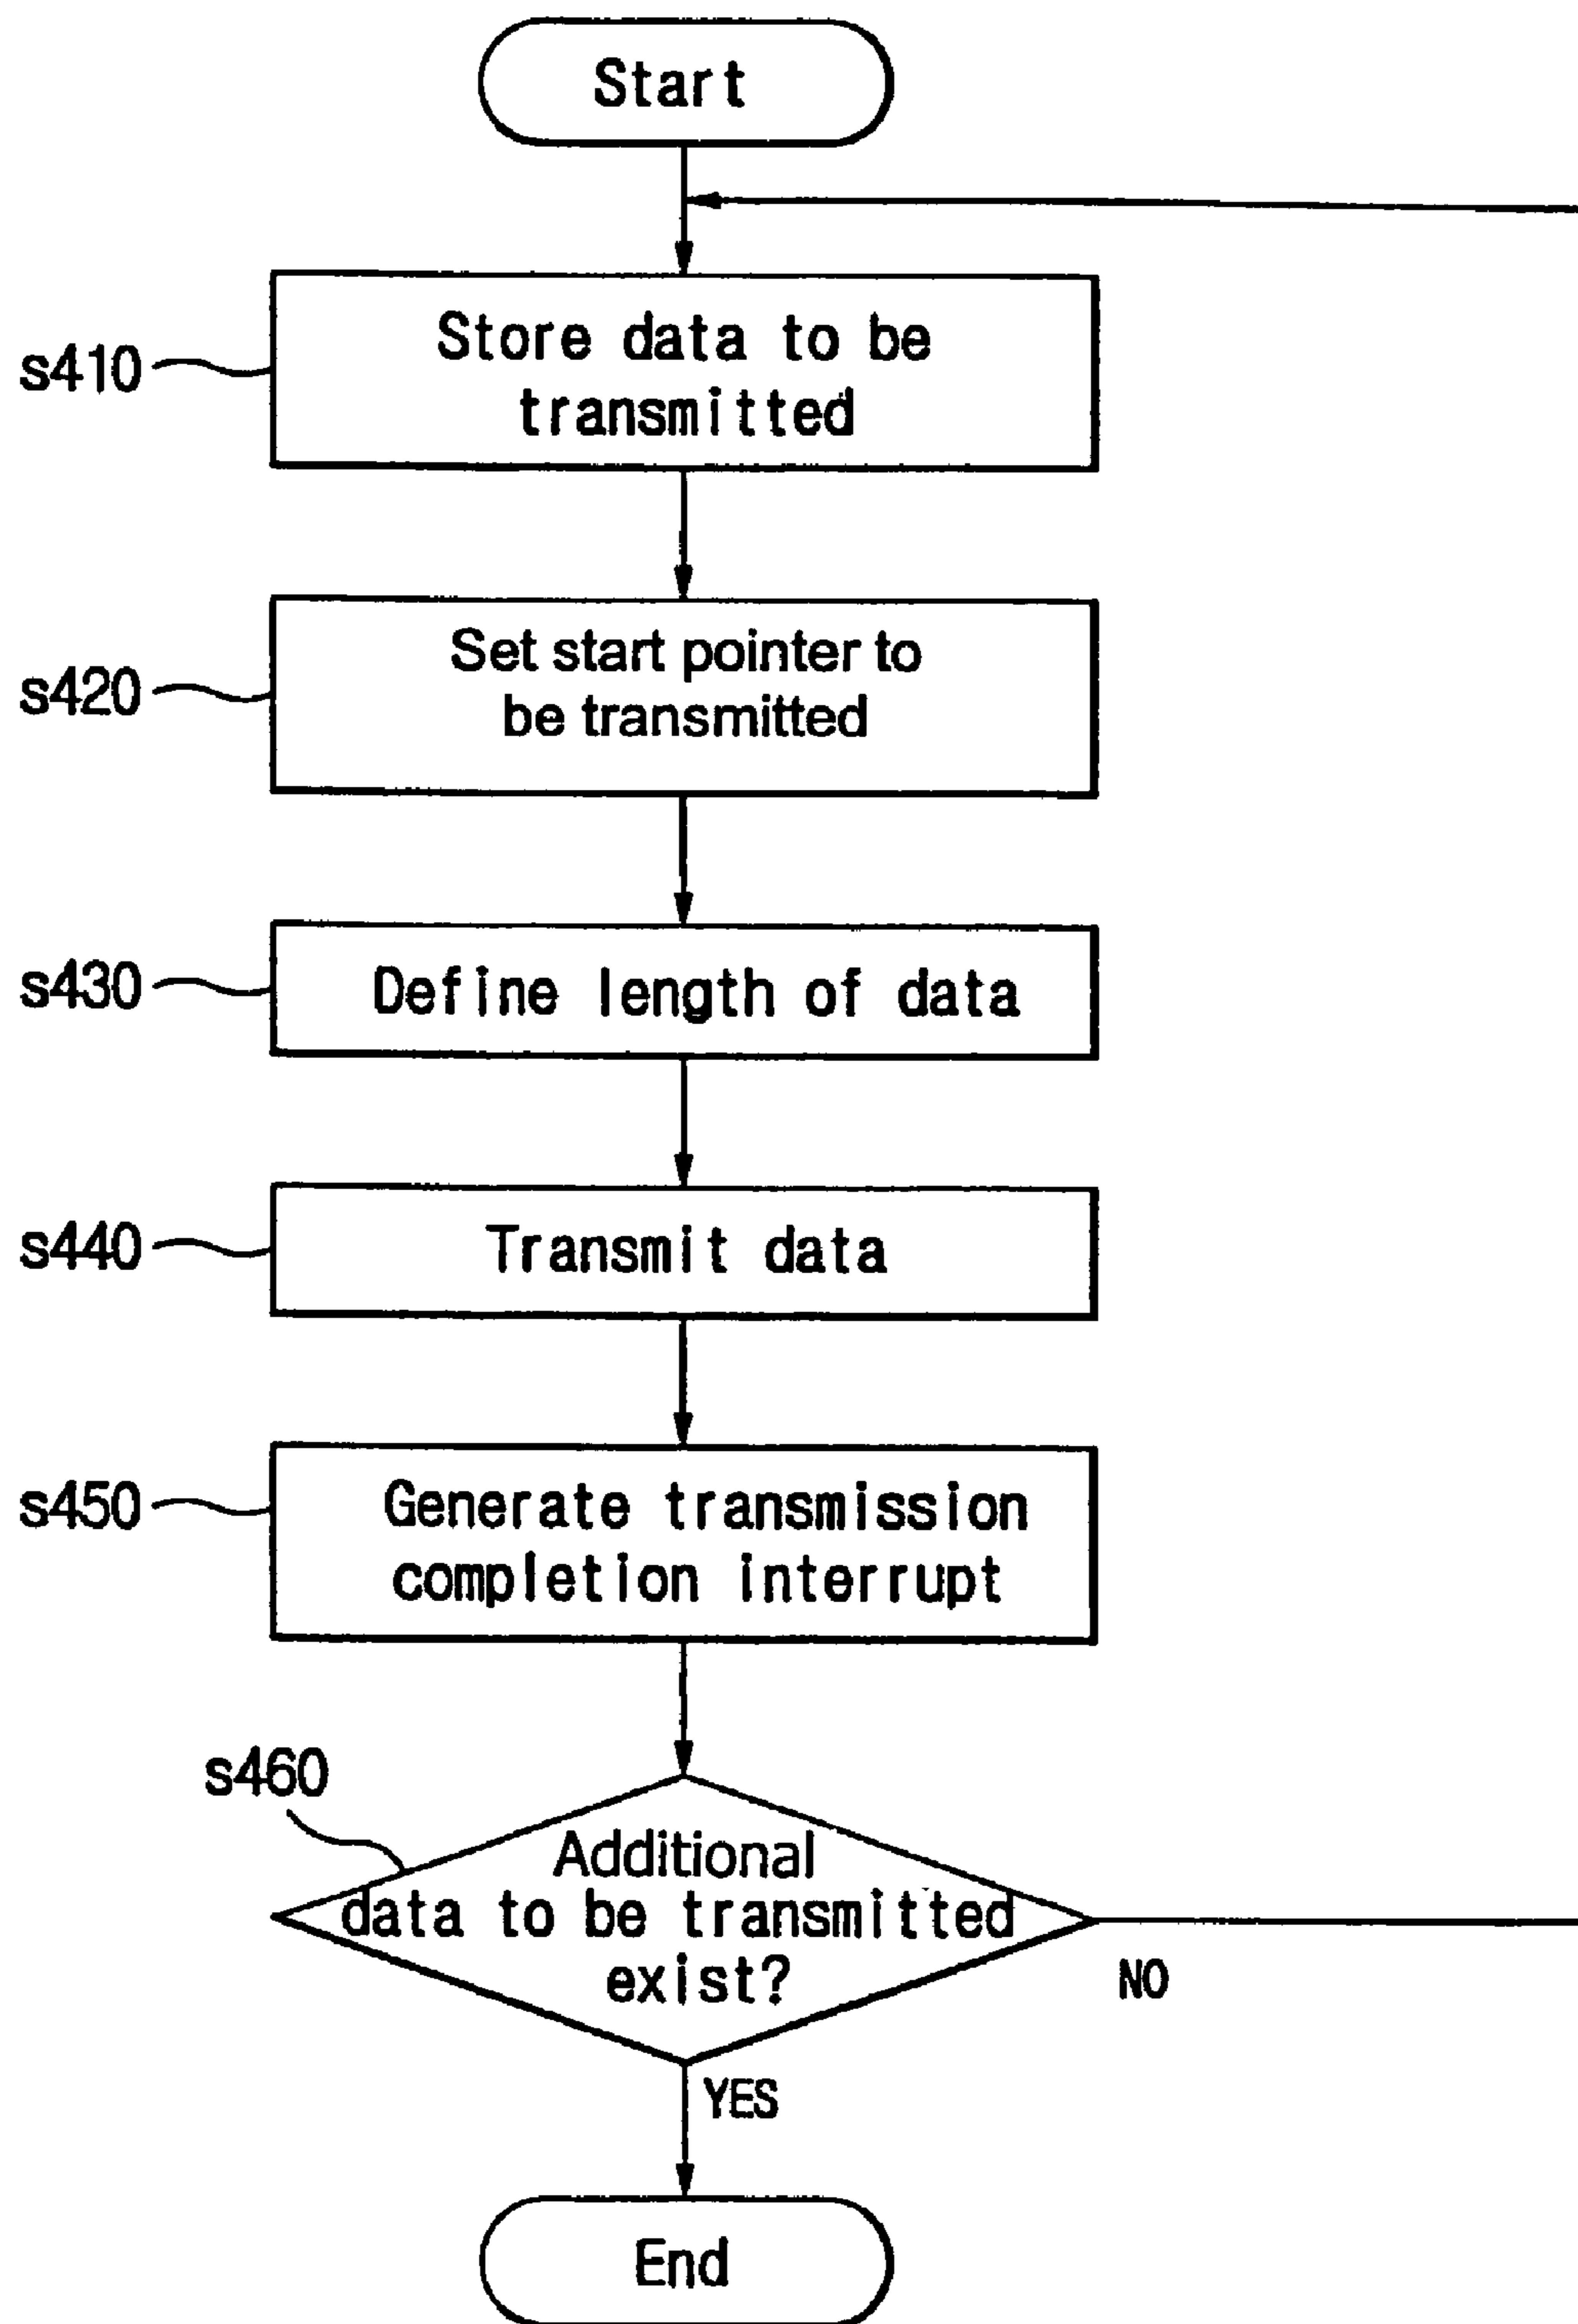 Start
s410
Store data to be
transmitted
s420
Set start pointer to
be transmitted
s430
Define length of data
s440
Transmit data
s450
Generate transmission
completion interrupt
s460
Additional
data to be transmitted
exist?
NO
YES
End